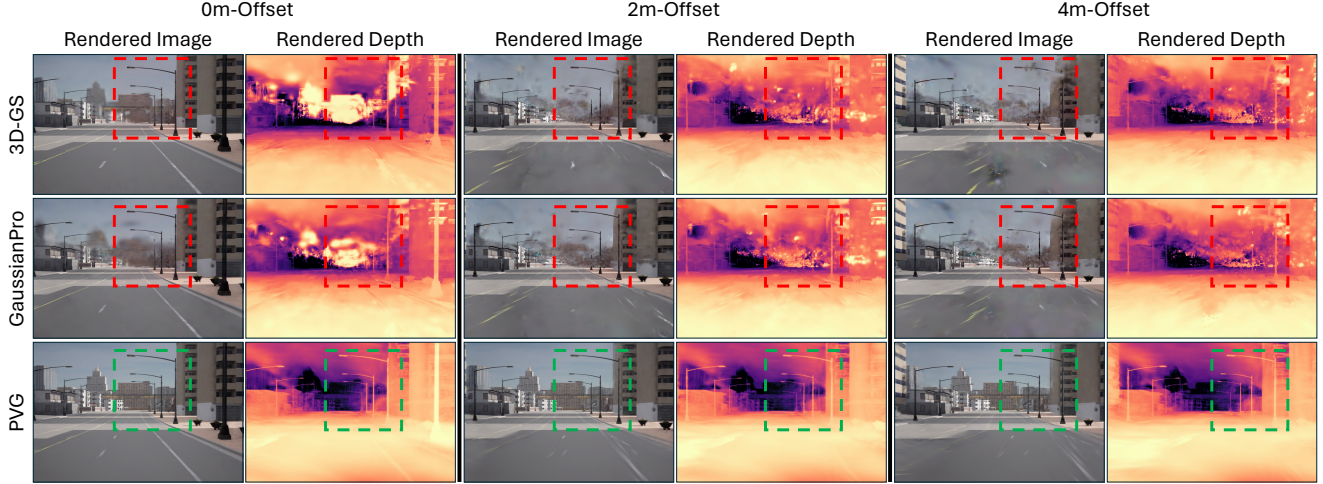 0m-Offset 2m-Offset 4m-Offset
Rendered Image Rendered Depth Rendered Image Rendered Depth Rendered Image Rendered Depth
3D-GS
GaussianPro
PVG